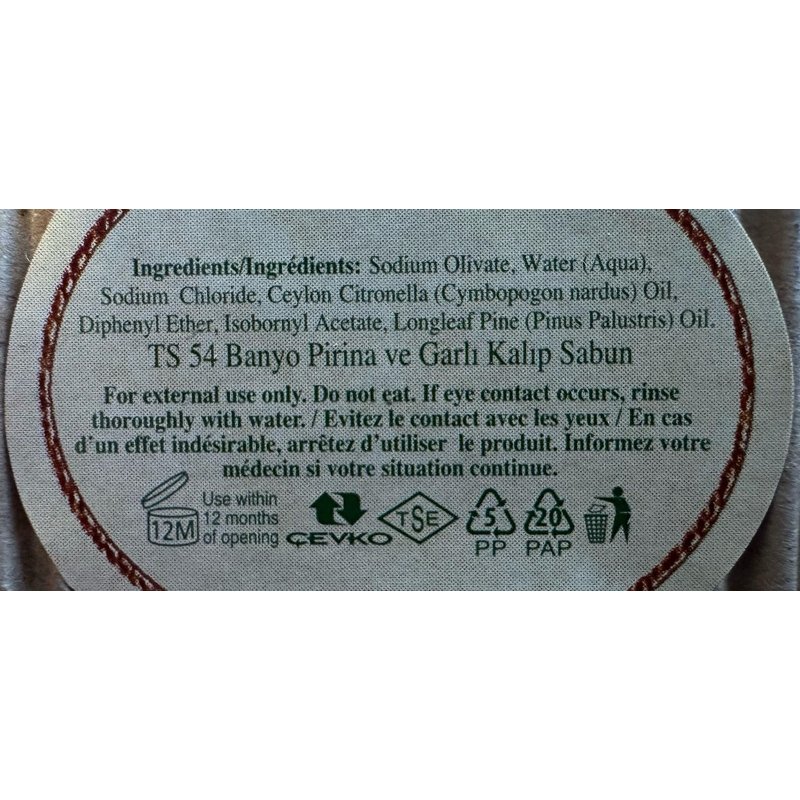 Ingredients/Ingrédients: Sodium Olivate, Water (Aqua),
Sodium Chloride, Ceylon Citronella (Cymbopogon nardus) Oil,
Diphenyl Ether, Isobornyl Acetate, Longleaf Pine (Pinus Palustris) Oil.
TS 54 Banyo Pirina ve Garlı Kalıp Sabun
For external use only. Do not eat. If eye contact occurs, rinse
thoroughly with water. / Evitez le contact avec les yeux / En cas
d'un effet indésirable, arrêtez d'utiliser le produit. Informez votre
médecin si votre situation continue.
12M
Use within
12 months
of opening
ÇEVKO
TSE
5
PP
20
PAP